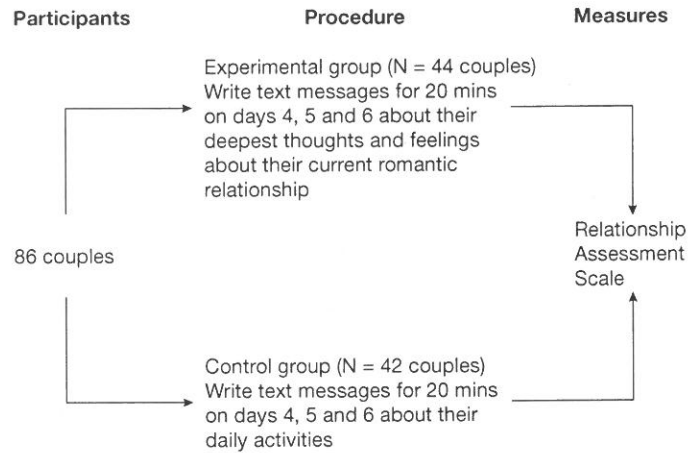 Participants
Procedure
Measures
Experimental group (N = 44 couples)
Write text messages for 20 mins
on days 4, 5 and 6 about their
deepest thoughts and feelings
about their current romantic
relationship
86 couples
Relationship
Assessment
Scale
Control group (N = 42 couples)
Write text messages for 20 mins
on days 4, 5 and 6 about their
daily activities